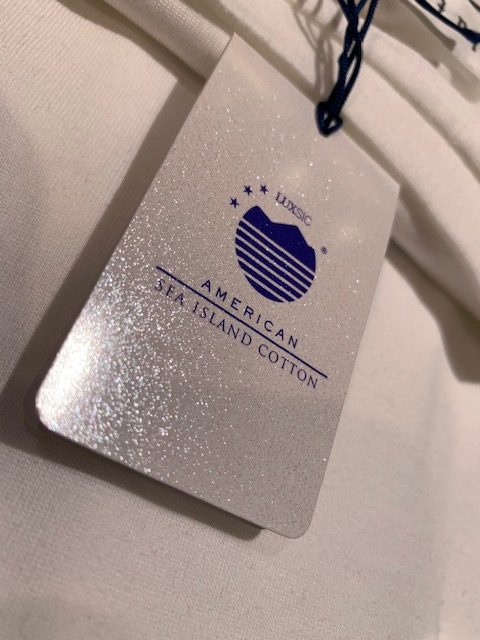 LUXSIC
®
AMERICAN
SEA ISLAND COTTON